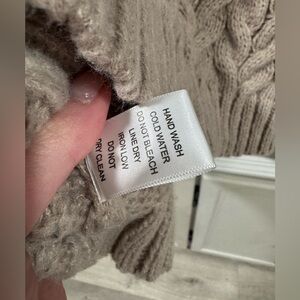 HAND WASH
COLD WATER
DO NOT BLEACH
LINE DRY
IRON LOW
DO NOT
DRY CLEAN